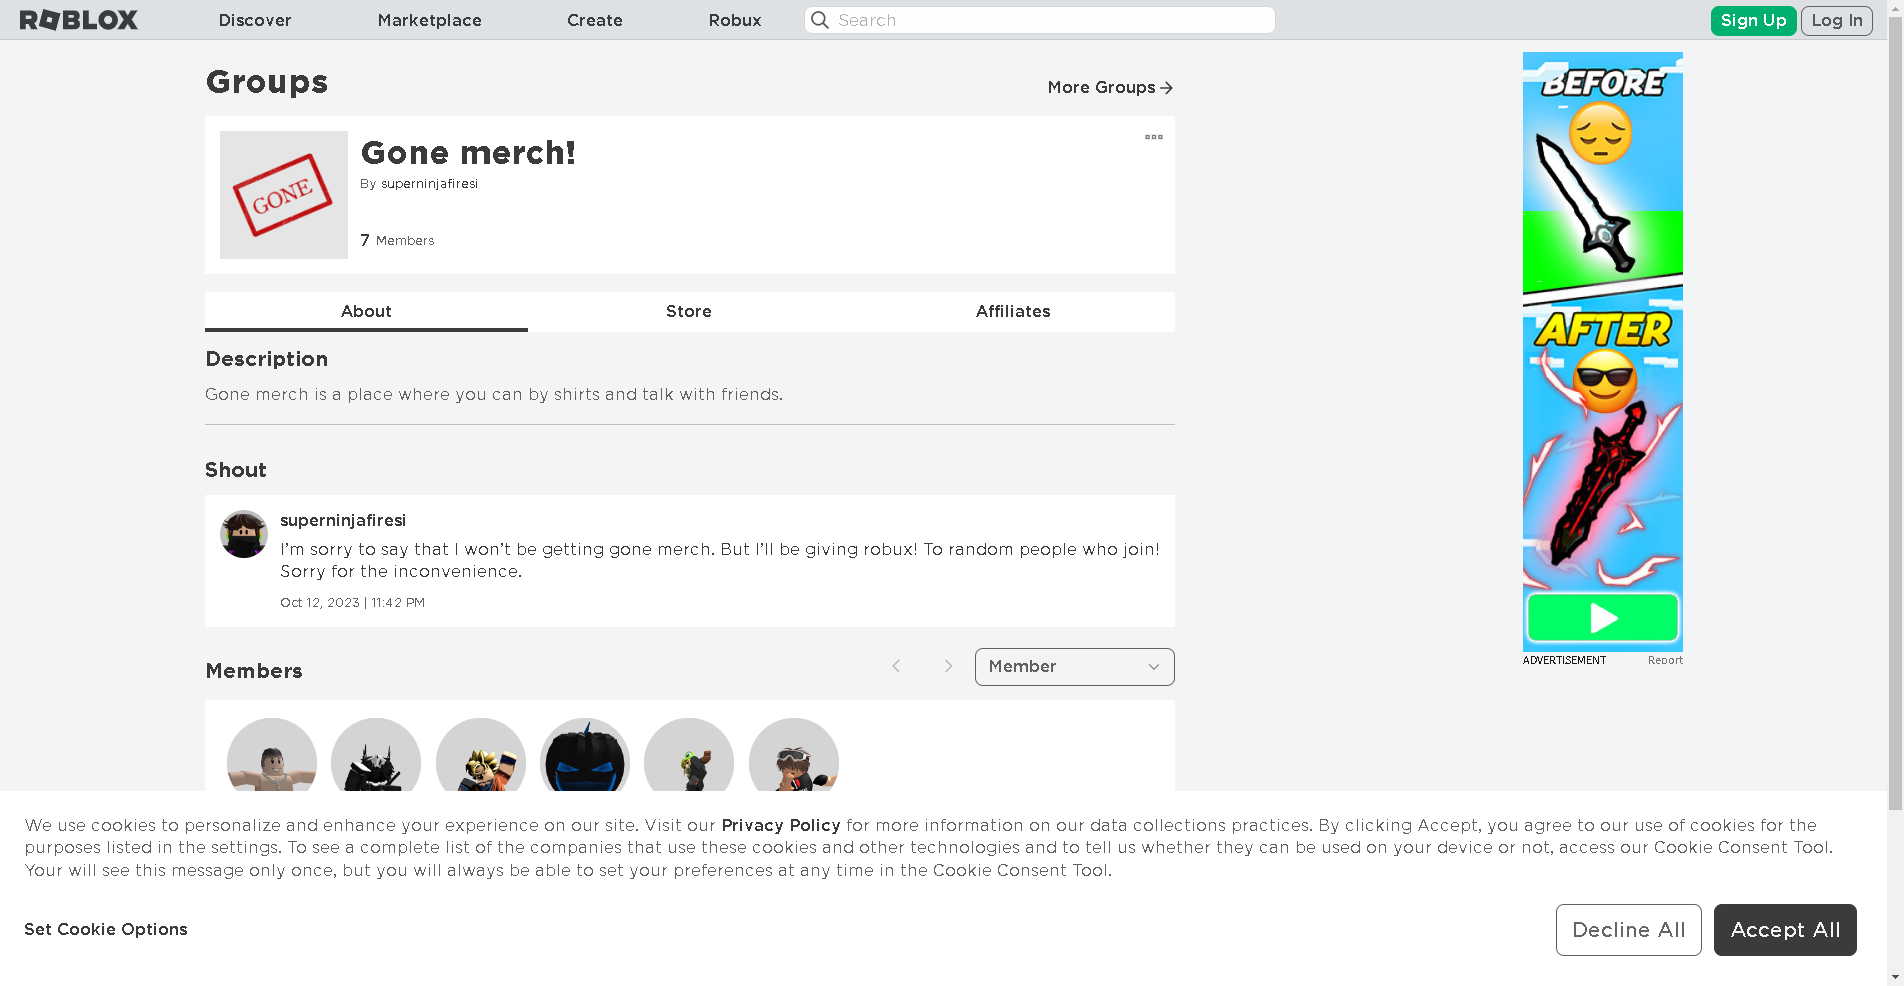 ROBLOX
Discover
Marketplace
Create
Robux
Search
Sign Up
Log In
Groups
More Groups
GONE
Gone merch!
By superninjafiresi
7 Members
About
Store
Affiliates
Description
Gone merch is a place where you can by shirts and talk with friends.
Shout
superninjafiresi
I'm sorry to say that I won't be getting gone merch. But I'll be giving robux! To random people who join!
Sorry for the inconvenience.
Oct 12, 2023 | 11:42 PM
Members
Member
BEFORE
AFTER
ADVERTISEMENT
Report
We use cookies to personalize and enhance your experience on our site. Visit our Privacy Policy for more information on our data collections practices. By clicking Accept, you agree to our use of cookies for the
purposes listed in the settings. To see a complete list of the companies that use these cookies and other technologies and to tell us whether they can be used on your device or not, access our Cookie Consent Tool.
Your will see this message only once, but you will always be able to set your preferences at any time in the Cookie Consent Tool.
Set Cookie Options
Decline All
Accept All